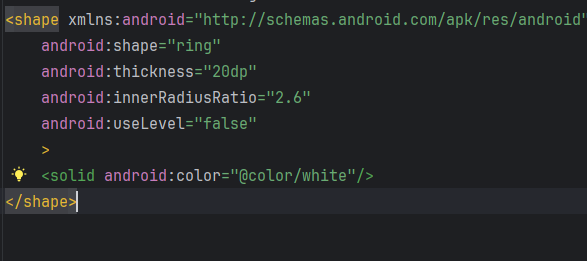 <shape xmlns:android="http://schemas.android.com/apk/res/android"
android:shape="ring"
android:thickness="20dp"
android:innerRadiusRatio="2.6"
android:useLevel="false"
>
<solid android:color="@color/white"/>
</shape>